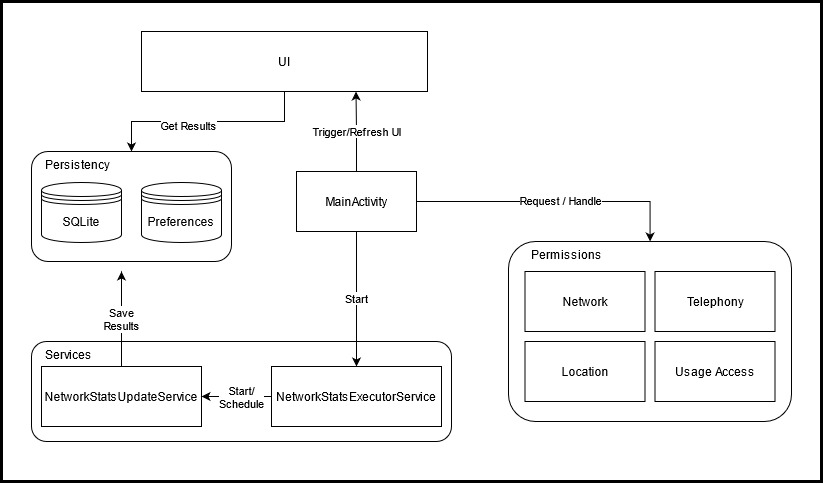 UI
Get Results
Trigger/Refresh UI
Persistency
SQLite
Preferences
MainActivity
Request / Handle
Permissions
Network
Telephony
Location
Usage Access
Start
Save
Results
Services
NetworkStatsUpdateService
Start/
Schedule
NetworkStatsExecutorService